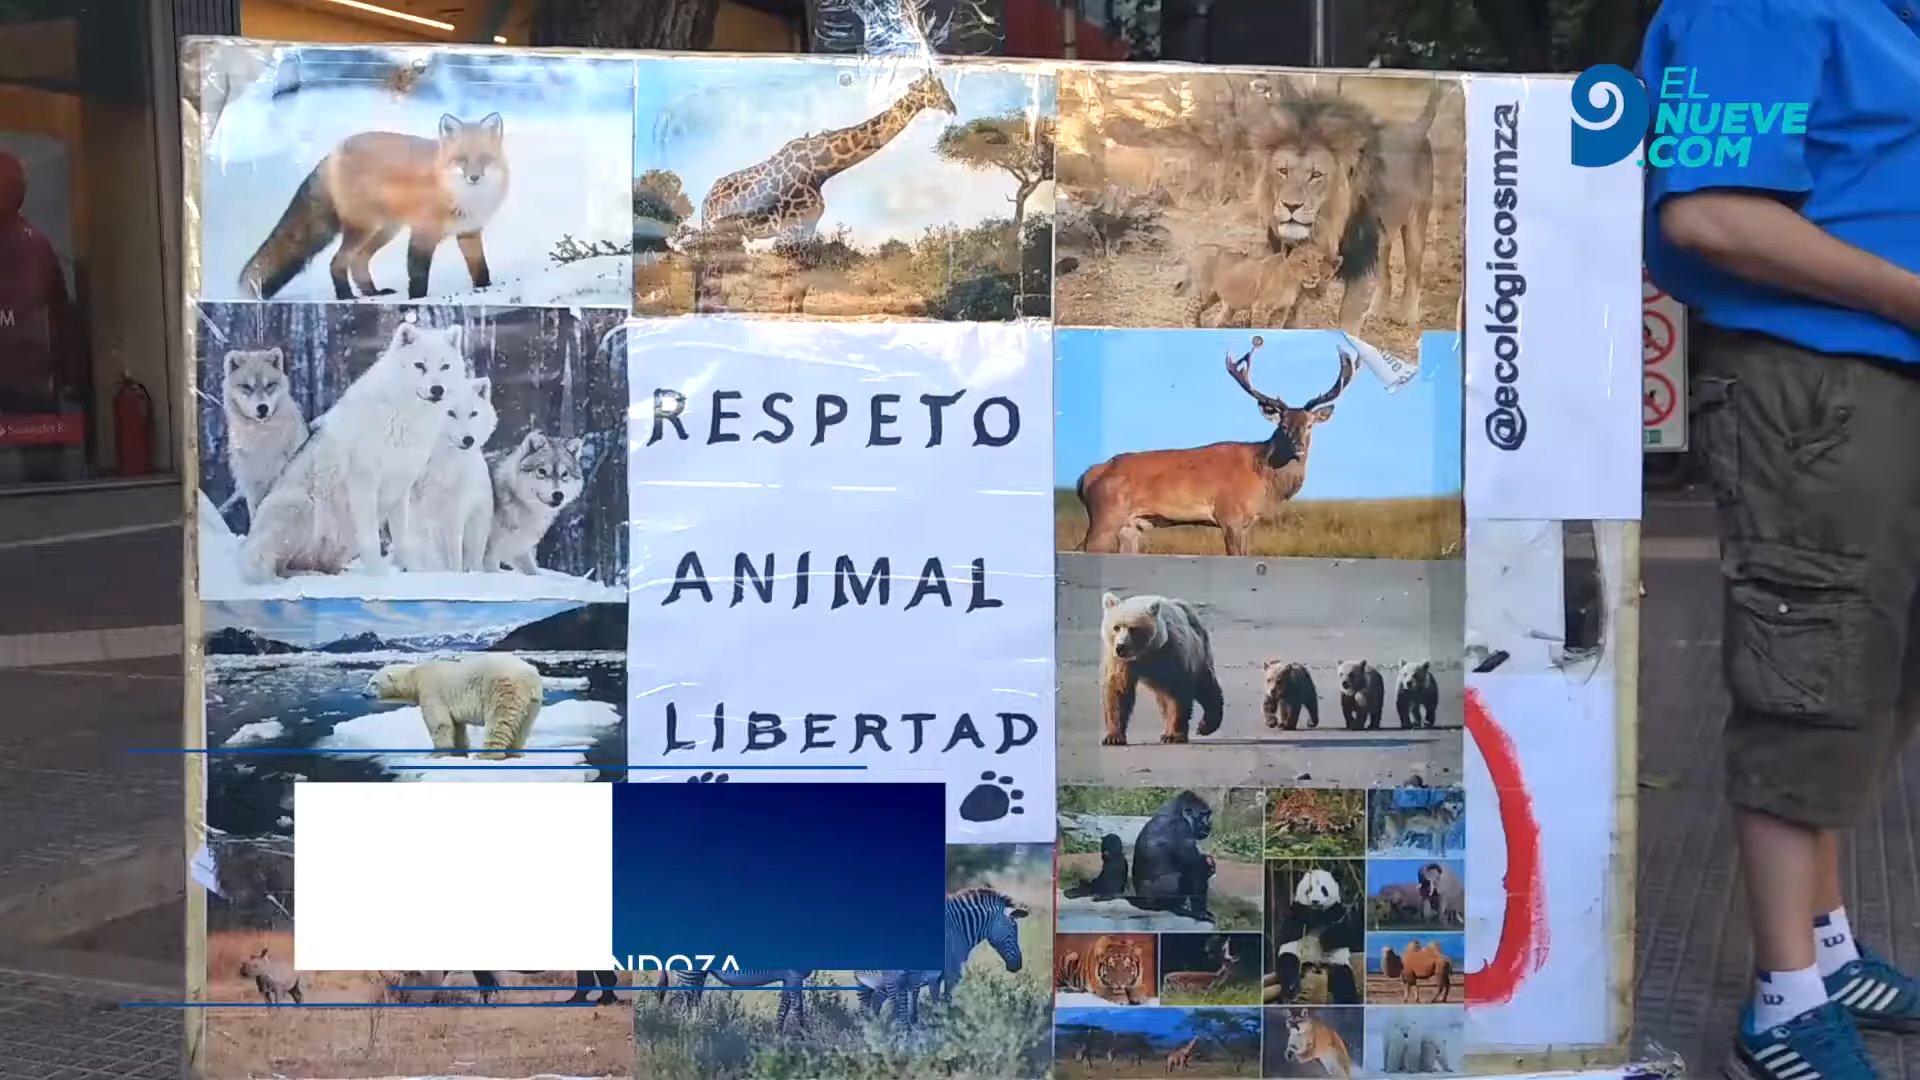 EL
NUEVE
.COM
@ecológicosmza
RESPETO
ANIMAL
LIBERTAD